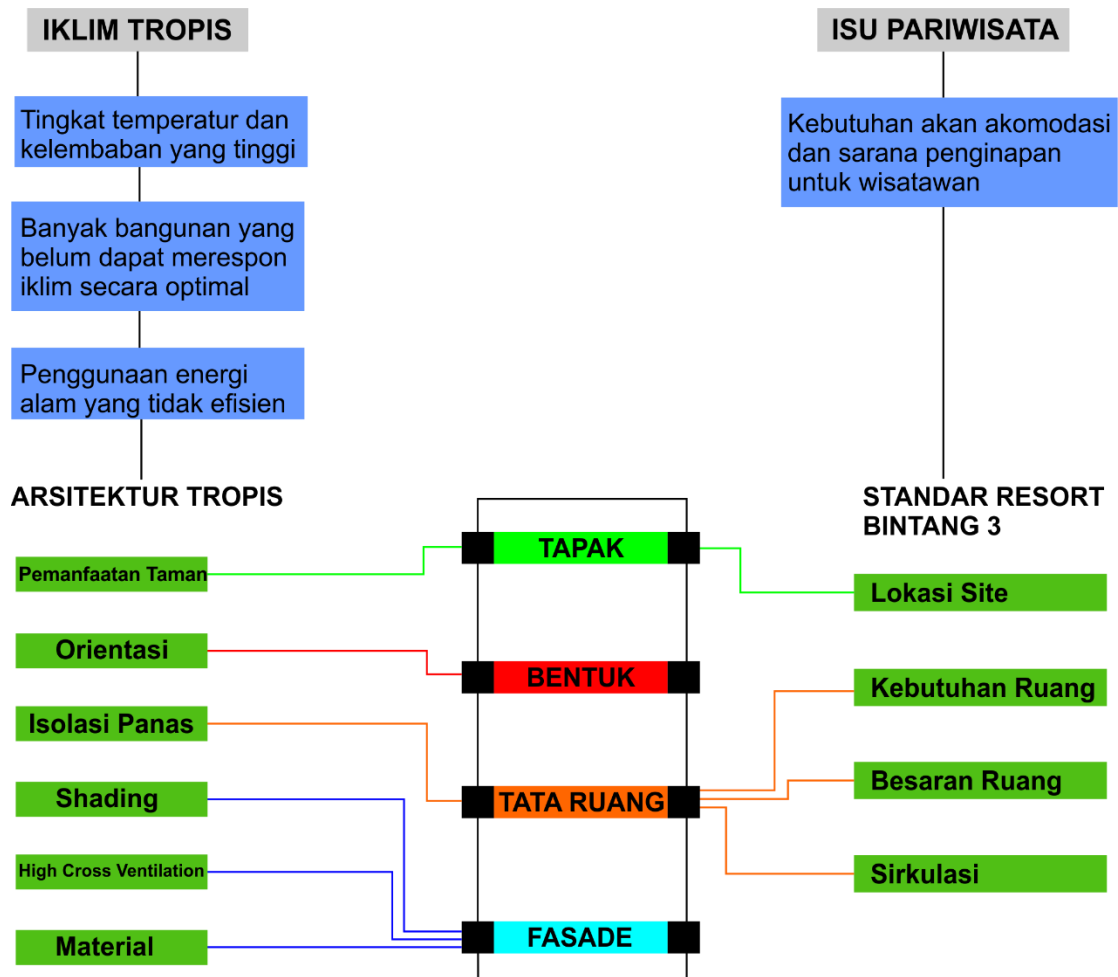 IKLIM TROPIS
Tingkat temperatur dan
kelembaban yang tinggi
Banyak bangunan yang
belum dapat merespon
iklim secara optimal
Penggunaan energi
alam yang tidak efisien
ARSITEKTUR TROPIS
Pemanfaatan Taman
Orientasi
Isolasi Panas
Shading
High Cross Ventilation
Material
TAPAK
BENTUK
TATA RUANG
FASADE
ISU PARIWISATA
Kebutuhan akan akomodasi
dan sarana penginapan
untuk wisatawan
STANDAR RESORT
BINTANG 3
Lokasi Site
Kebutuhan Ruang
Besaran Ruang
Sirkulasi